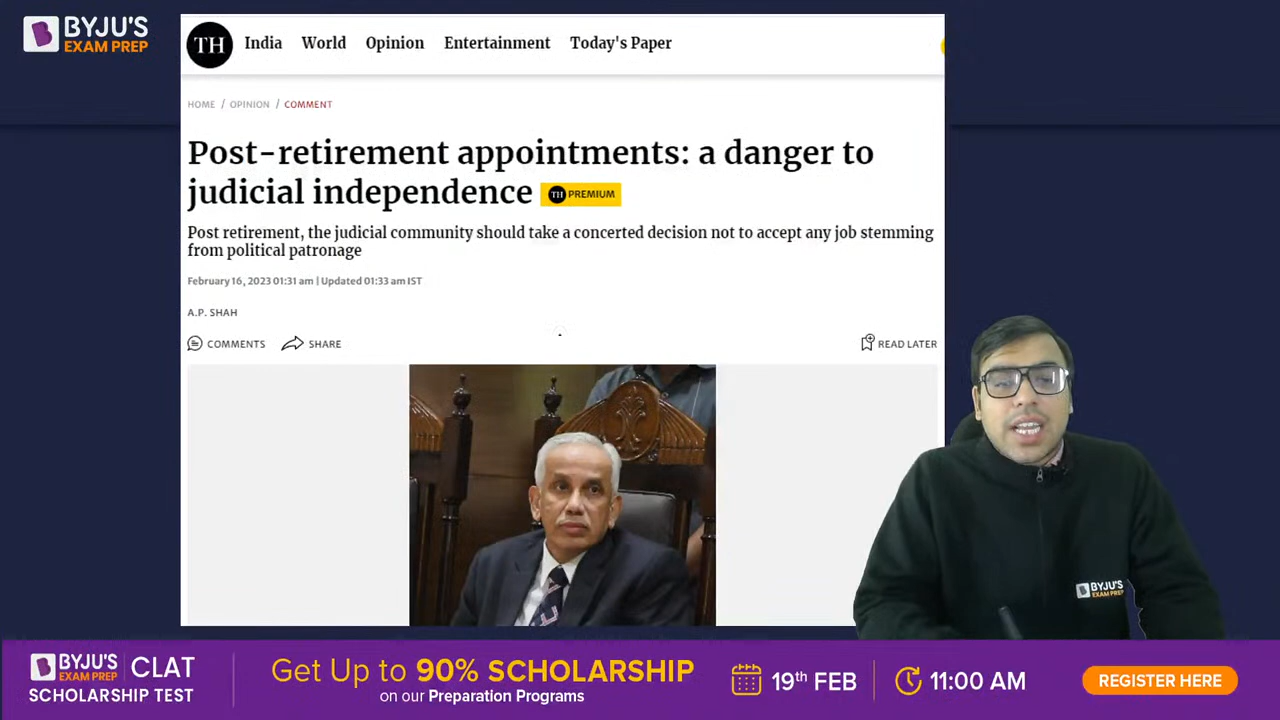 BYJU'S
EXAM PREP
TH
India
World
Opinion
Entertainment
Today's Paper
HOME / OPINION / COMMENT
Post-retirement appointments: a danger to
judicial independence
TH PREMIUM
Post retirement, the judicial community should take a concerted decision not to accept any job stemming
from political patronage
February 16, 2023 01:31 am | Updated 01:33 am IST
A.P. SHAH
COMMENTS
SHARE
READ LATER
BYJU'S
EXAM PREP
BYJU'S
EXAM PREP
CLAT
SCHOLARSHIP TEST
Get Up to 90% SCHOLARSHIP
on our Preparation Programs
19th FEB
11:00 AM
REGISTER HERE